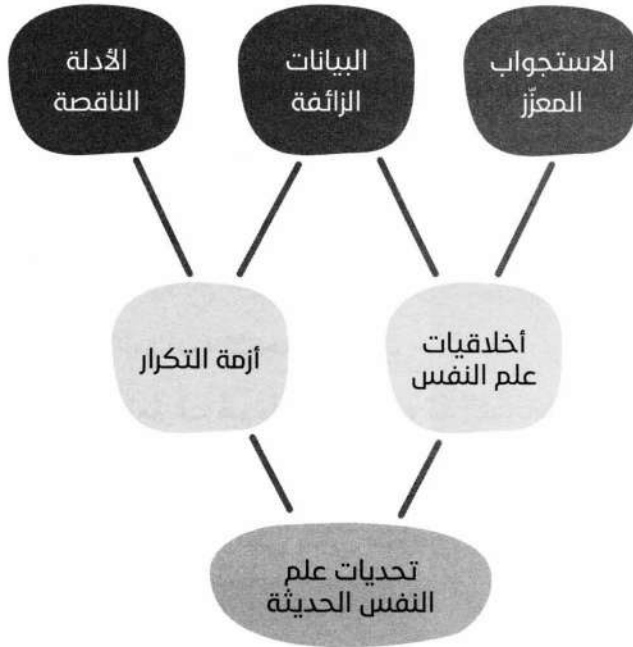 الاستجواب
المعزّز
البيانات
الزائفة
الأدلة
الناقصة
أخلاقيات
علم النفس
أزمة التكرار
تحديات علم
النفس الحديثة